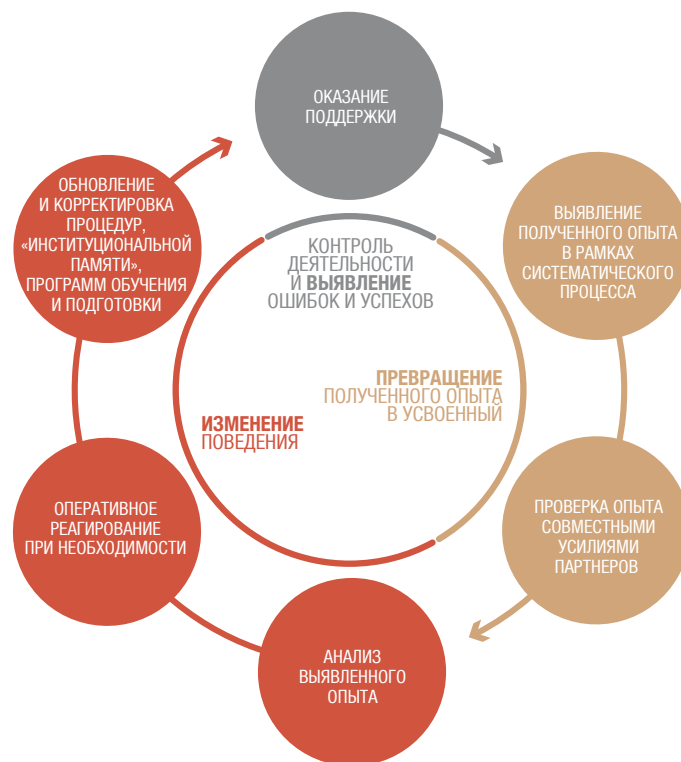 ОКАЗАНИЕ
ПОДДЕРЖКИ
ВЫЯВЛЕНИЕ
ПОЛУЧЕННОГО ОПЫТА
В РАМКАХ
СИСТЕМАТИЧЕСКОГО
ПРОЦЕССА
ПРОВЕРКА ОПЫТА
СОВМЕСТНЫМИ
УСИЛИЯМИ
ПАРТНЕРОВ
АНАЛИЗ
ВЫЯВЛЕННОГО
ОПЫТА
ОПЕРАТИВНОЕ
РЕАГИРОВАНИЕ
ПРИ НЕОБХОДИМОСТИ
ОБНОВЛЕНИЕ
И КОРРЕКТИРОВКА
ПРОЦЕДУР,
«ИНСТИТУЦИОНАЛЬНОЙ
ПАМЯТИ»,
ПРОГРАММ ОБУЧЕНИЯ
И ПОДГОТОВКИ
КОНТРОЛЬ
ДЕЯТЕЛЬНОСТИ
И ВЫЯВЛЕНИЕ
ОШИБОК И УСПЕХОВ
ПРЕВРАЩЕНИЕ
ПОЛУЧЕННОГО ОПЫТА
В УСВОЕННЫЙ
ИЗМЕНЕНИЕ
ПОВЕДЕНИЯ